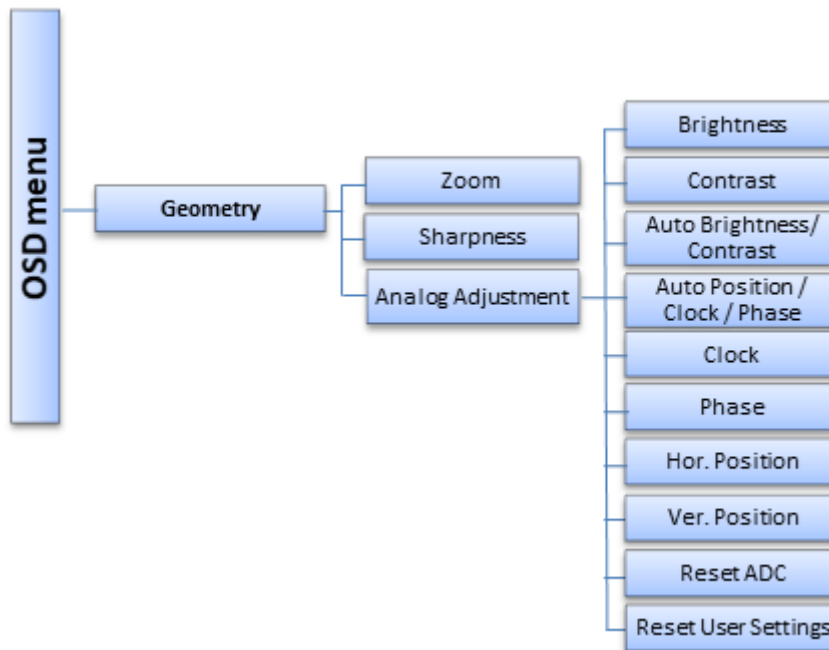 OSD menu
Geometry
Zoom
Sharpness
Analog Adjustment
Brightness
Contrast
Auto Brightness/
Contrast
Auto Position /
Clock / Phase
Clock
Phase
Hor. Position
Ver. Position
Reset ADC
Reset User Settings